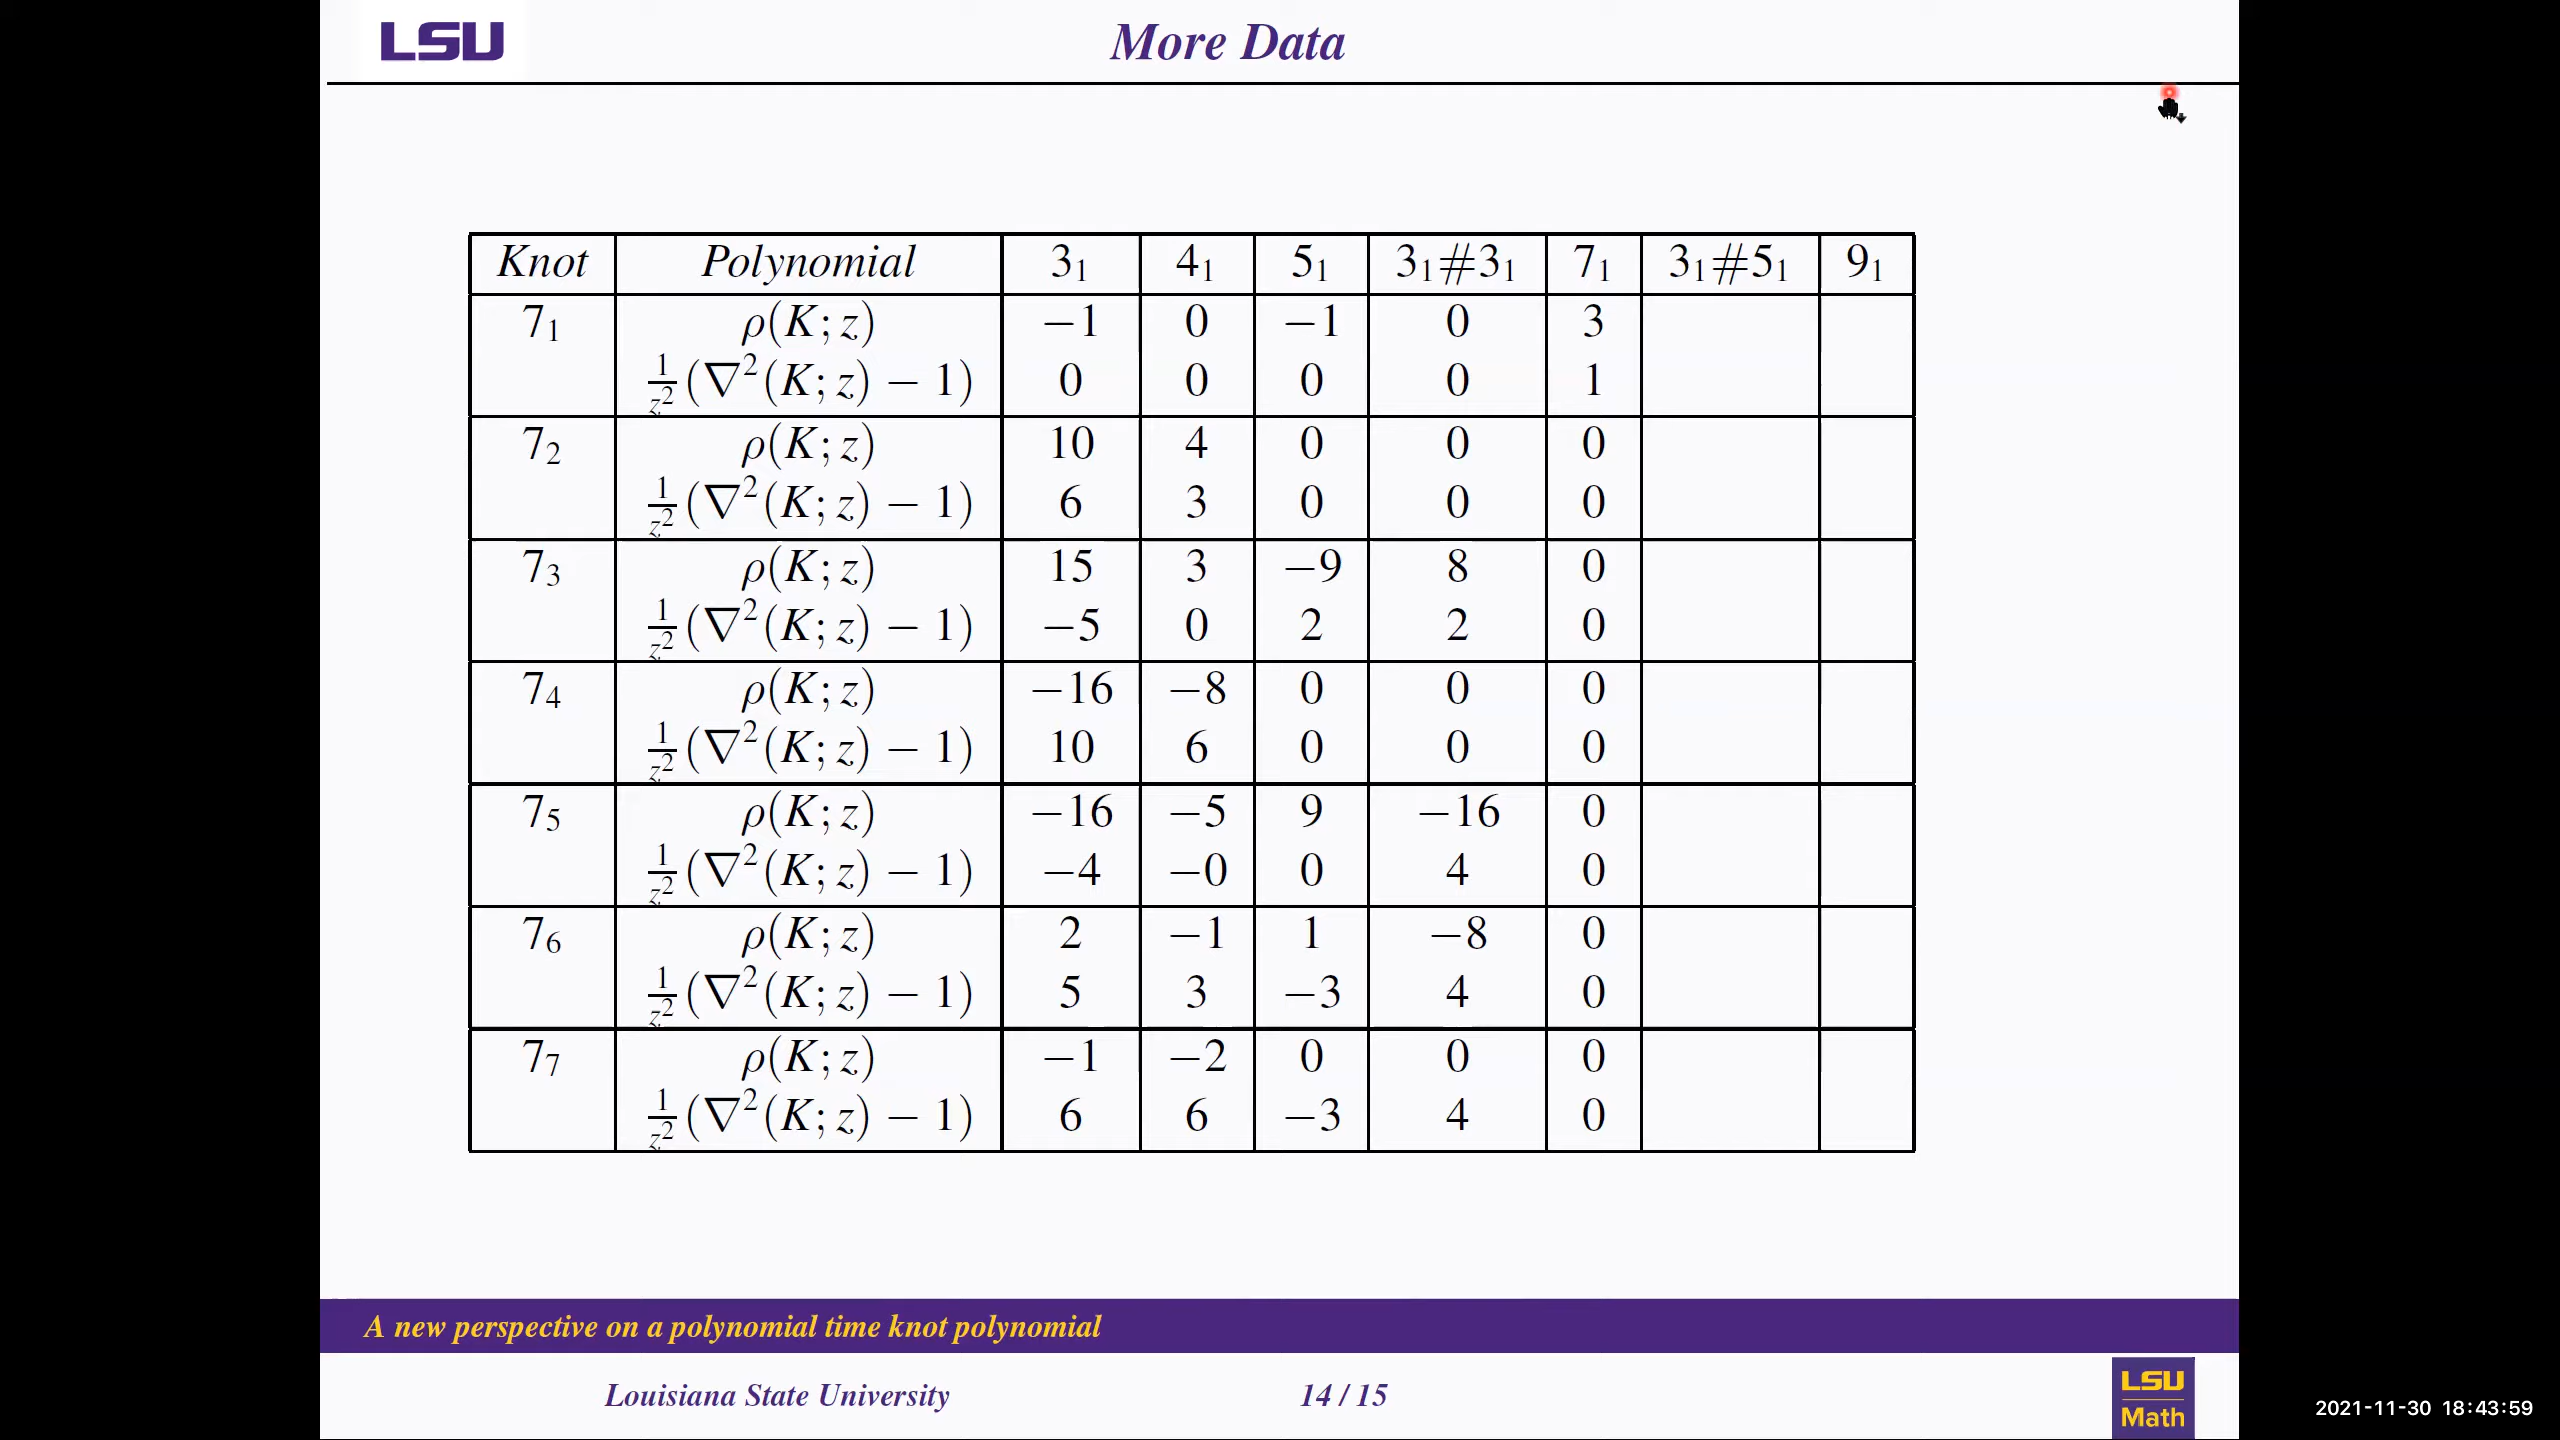 LSU
More Data
Knot Polynomial 3₁ 4₁ 5₁ 3₁#3₁ 7₁ 3₁#5₁ 9₁
7₁ ρ(K; z) −1 0 −1 0 3
1/z² (∇²(K; z) − 1) 0 0 0 0 1
7₂ ρ(K; z) 10 4 0 0 0
1/z² (∇²(K; z) − 1) 6 3 0 0 0
7₃ ρ(K; z) 15 3 −9 8 0
1/z² (∇²(K; z) − 1) −5 0 2 2 0
7₄ ρ(K; z) −16 −8 0 0 0
1/z² (∇²(K; z) − 1) 10 6 0 0 0
7₅ ρ(K; z) −16 −5 9 −16 0
1/z² (∇²(K; z) − 1) −4 −0 0 4 0
7₆ ρ(K; z) 2 −1 1 −8 0
1/z² (∇²(K; z) − 1) 5 3 −3 4 0
7₇ ρ(K; z) −1 −2 0 0 0
1/z² (∇²(K; z) − 1) 6 6 −3 4 0
A new perspective on a polynomial time knot polynomial
Louisiana State University 14 / 15
LSU
Math
2021-11-30 18:43:59